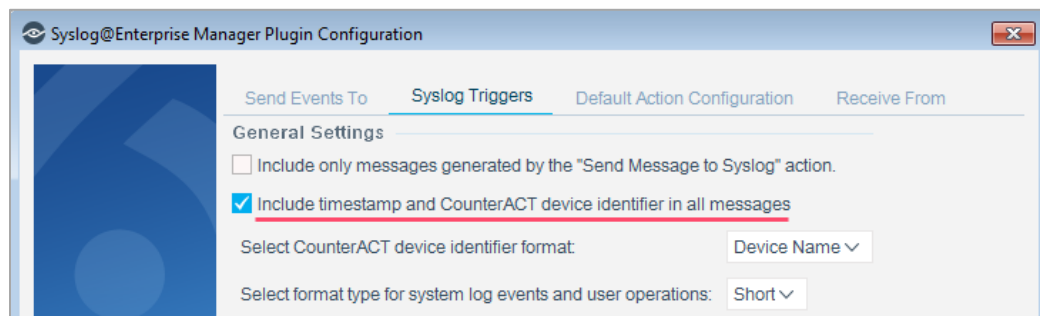 Syslog@Enterprise Manager Plugin Configuration
Send Events To Syslog Triggers Default Action Configuration Receive From
General Settings
Include only messages generated by the "Send Message to Syslog" action.
Include timestamp and CounterACT device identifier in all messages
Select CounterACT device identifier format: Device Name
Select format type for system log events and user operations: Short